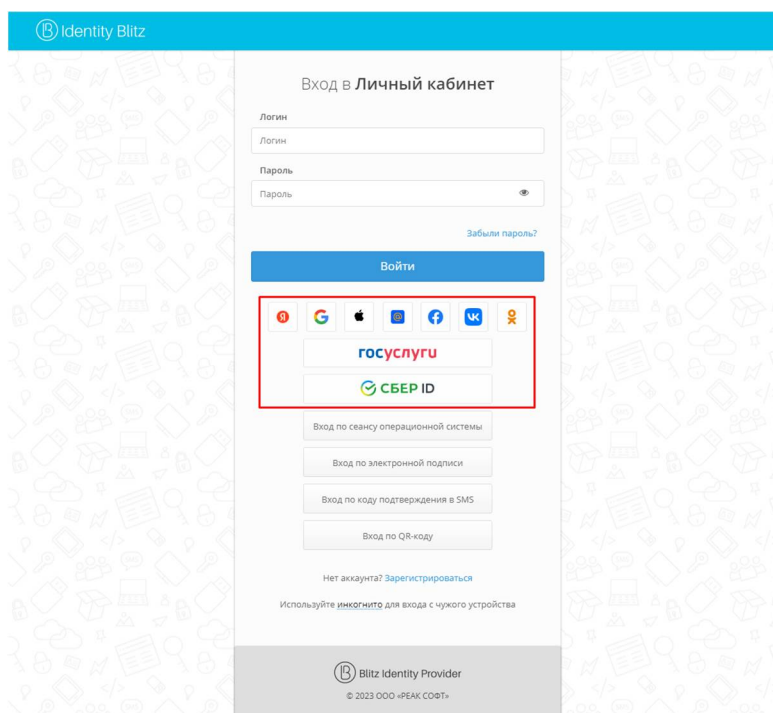 Identity Blitz
Вход в Личный кабинет
Логин
Логин
Пароль
Пароль
Забыли пароль?
Войти
госуслуги
СБЕР ID
Вход по сеансу операционной системы
Вход по электронной подписи
Вход по коду подтверждения в SMS
Вход по QR-коду
Нет аккаунта? Зарегистрироваться
Используйте инкогнито для входа с чужого устройства
Blitz Identity Provider
© 2023 ООО «РЕАК СОФТ»